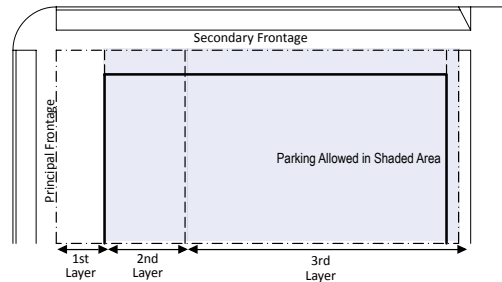 Secondary Frontage
Principal Frontage
Parking Allowed in Shaded Area
1st
Layer
2nd
Layer
3rd
Layer